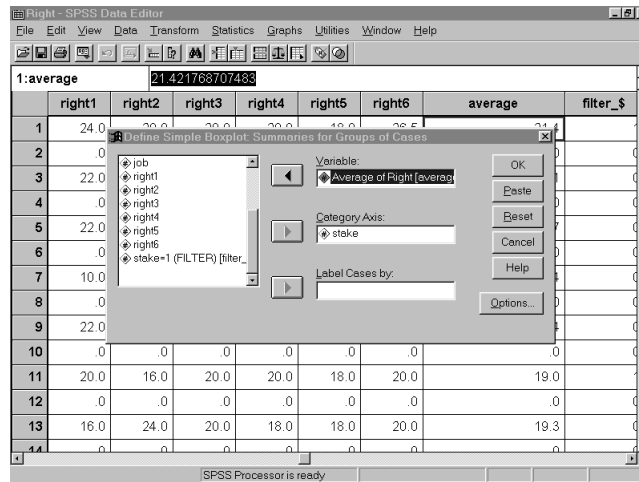 Right - SPSS Data Editor
File Edit View Data Transform Statistics Graphs Utilities Window Help
1:average 21.421768707483
right1 right2 right3 right4 right5 right6 average filter_$
1 24.0
Define Simple Boxplot: Summaries for Groups of Cases
job
right1
right2
right3
right4
right5
right6
stake=1 (FILTER) [filter_
Variable:
Average of Right [average
Category Axis:
stake
Label Cases by:
OK
Paste
Reset
Cancel
Help
Options...
2 .0
3 22.0
4 .0
5 22.0
6 .0
7 10.0
8 .0
9 22.0
10 .0 .0 .0 .0 .0 .0 .0
11 20.0 16.0 20.0 20.0 18.0 20.0 19.0
12 .0 .0 .0 .0 .0 .0 .0
13 16.0 24.0 20.0 18.0 18.0 20.0 19.3
14
SPSS Processor is ready